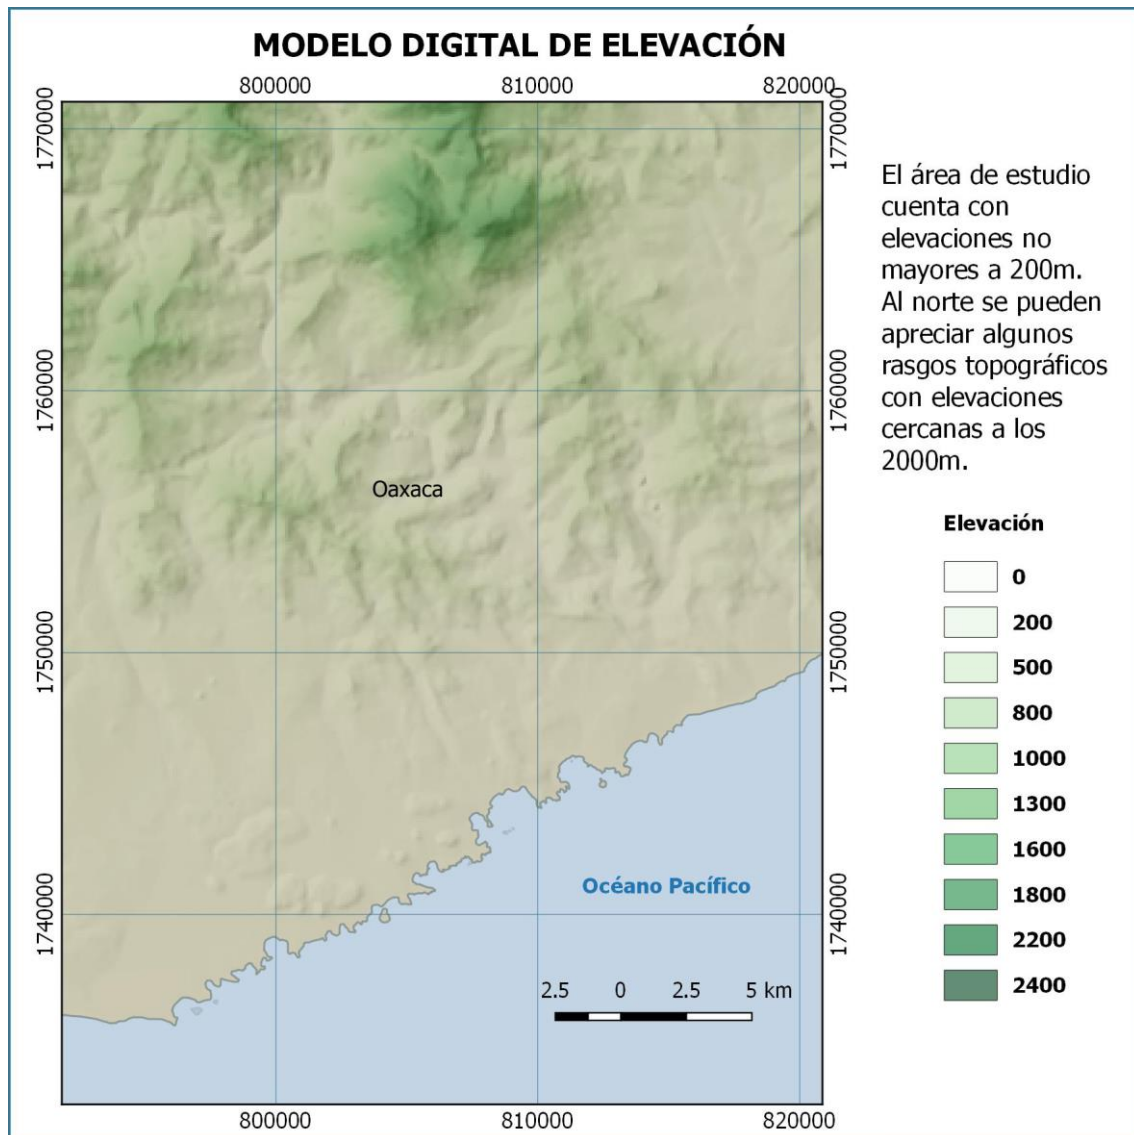 MODELO DIGITAL DE ELEVACIÓN
800000 810000 820000
1770000 1770000
El área de estudio
cuenta con
elevaciones no
mayores a 200m.
Al norte se pueden
apreciar algunos
rasgos topográficos
con elevaciones
cercanas a los
2000m.
1760000 1760000
Oaxaca
Elevación
0
200
500
800
1000
1300
1600
1800
2200
2400
1750000 1750000
Océano Pacífico
1740000 1740000
2.5 0 2.5 5 km
800000 810000 820000